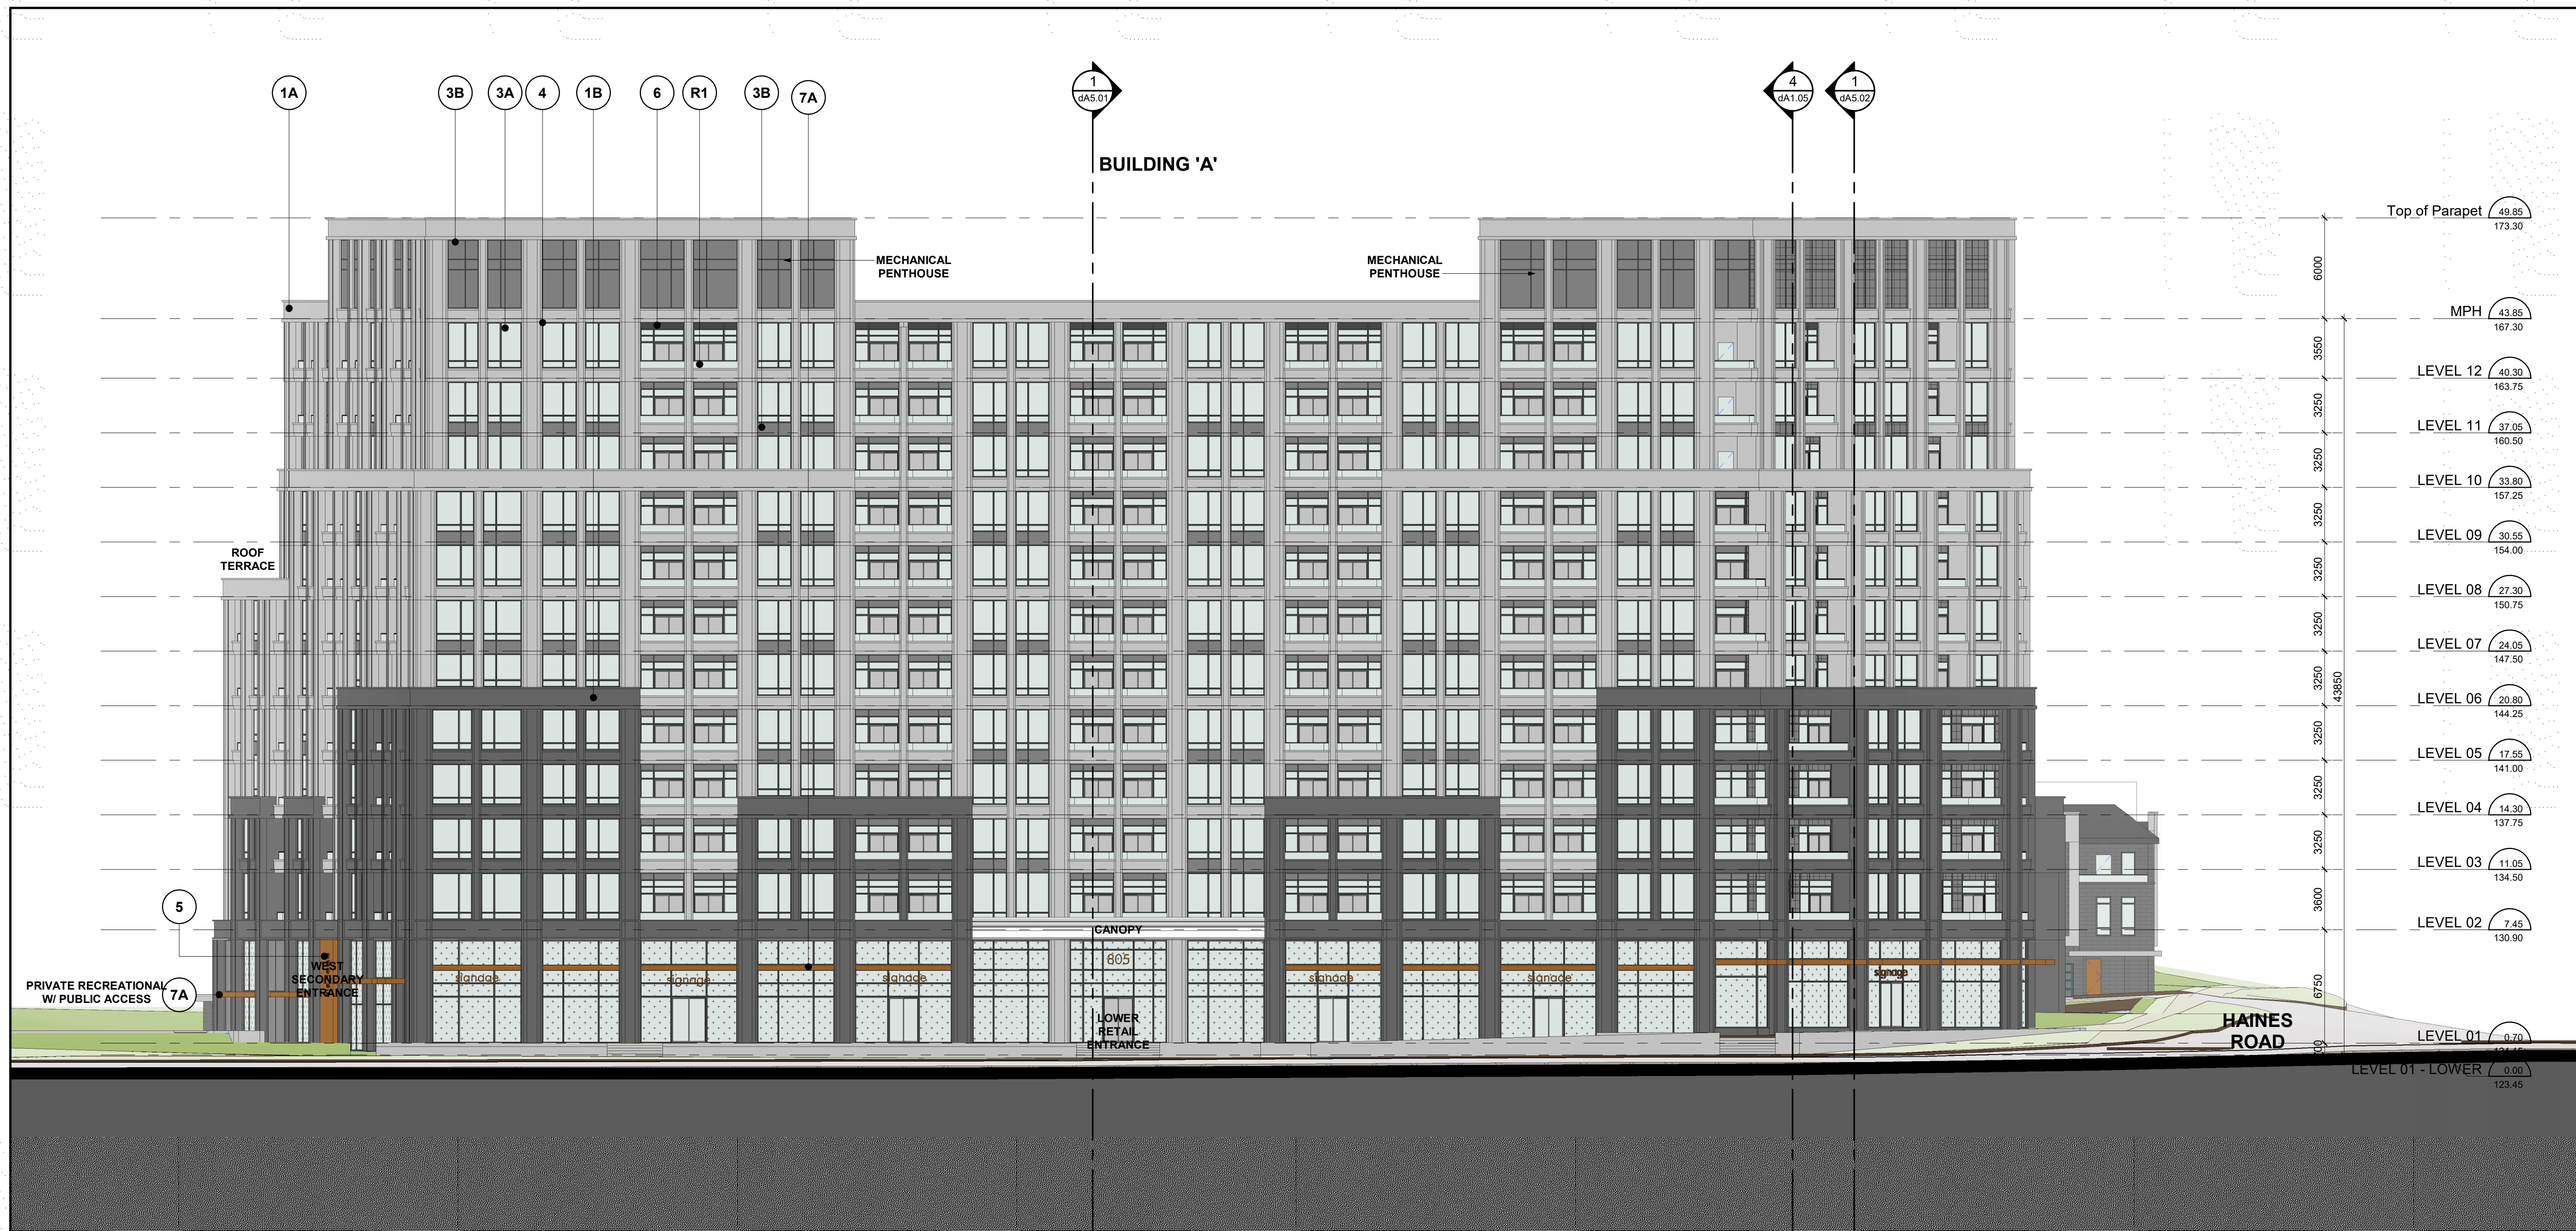 1A
3B
3A
4
1B
6
R1
3B
7A
1
dA5.01
4
dA1.05
1
dA5.02
BUILDING 'A'
Top of Parapet 49.85
173.30
MECHANICAL
PENTHOUSE
MECHANICAL
PENTHOUSE
6000
MPH 43.85
167.30
3550
LEVEL 12 40.30
163.75
3250
LEVEL 11 37.05
160.50
3250
LEVEL 10 33.80
157.25
3250
LEVEL 09 30.55
154.00
ROOF
TERRACE
3250
LEVEL 08 27.30
150.75
3250
LEVEL 07 24.05
147.50
3250
43850
LEVEL 06 20.80
144.25
3250
LEVEL 05 17.55
141.00
3250
LEVEL 04 14.30
137.75
3250
LEVEL 03 11.05
134.50
3600
5
LEVEL 02 7.45
130.90
CANOPY
805
WEST
SECONDARY
ENTRANCE
signage
signage
signage
signage
signage
signage
PRIVATE RECREATIONAL
W/ PUBLIC ACCESS
7A
6750
LOWER
RETAIL
ENTRANCE
HAINES
ROAD
LEVEL 01 0.70
LEVEL 01 - LOWER 0.00
123.45